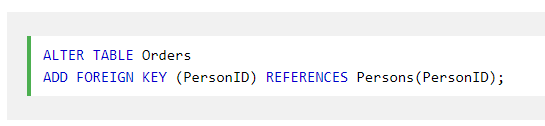 ALTER TABLE Orders
ADD FOREIGN KEY (PersonID) REFERENCES Persons(PersonID);